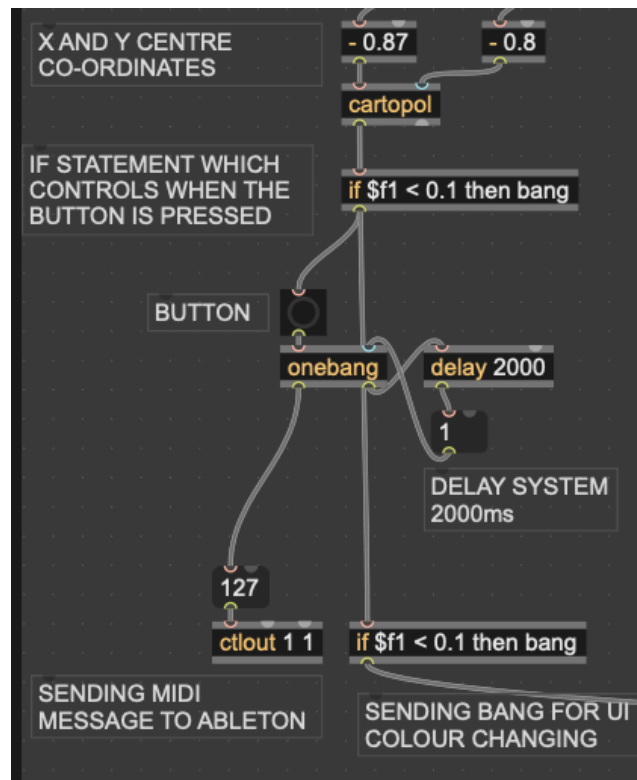 X AND Y CENTRE
CO-ORDINATES
- 0.87
- 0.8
cartopol
IF STATEMENT WHICH
CONTROLS WHEN THE
BUTTON IS PRESSED
if $f1 < 0.1 then bang
BUTTON
onebang
delay 2000
1
DELAY SYSTEM
2000ms
127
ctlout 1 1
if $f1 < 0.1 then bang
SENDING MIDI
MESSAGE TO ABLETON
SENDING BANG FOR UI
COLOUR CHANGING